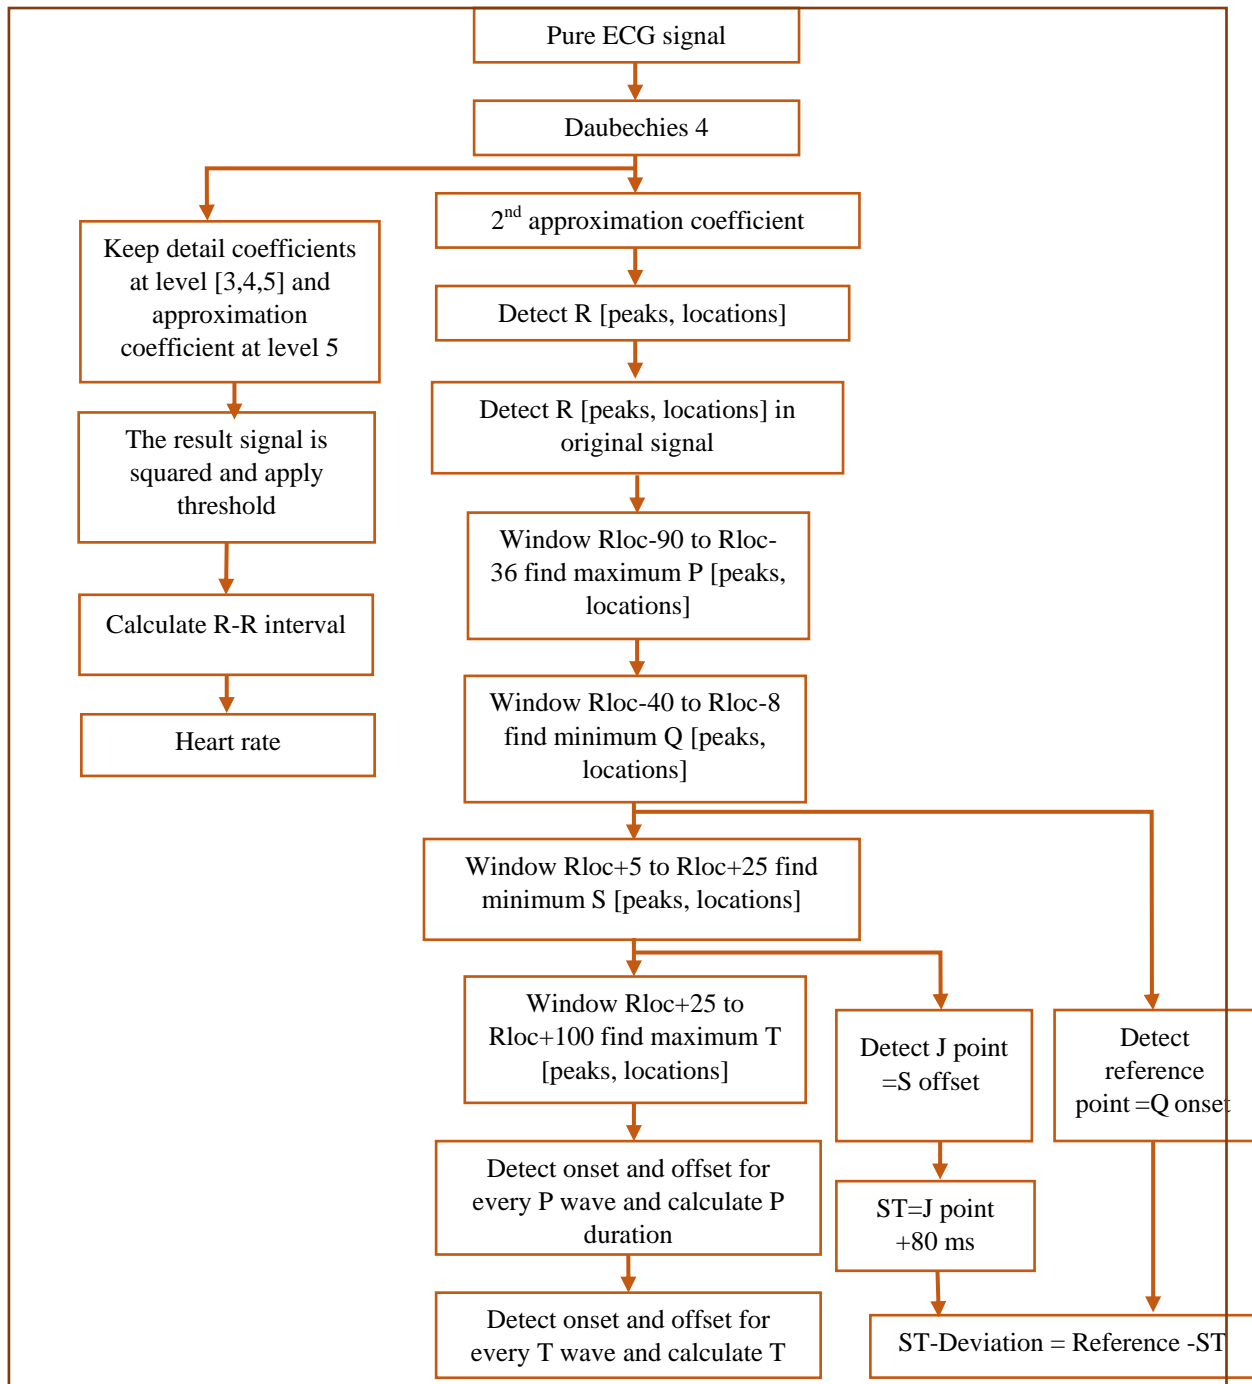 Pure ECG signal
Daubechies 4
Keep detail coefficients
at level [3,4,5] and
approximation
coefficient at level 5
The result signal is
squared and apply
threshold
Calculate R-R interval
Heart rate
2nd approximation coefficient
Detect R [peaks, locations]
Detect R [peaks, locations] in
original signal
Window Rloc-90 to Rloc-
36 find maximum P [peaks,
locations]
Window Rloc-40 to Rloc-8
find minimum Q [peaks,
locations]
Window Rloc+5 to Rloc+25 find
minimum S [peaks, locations]
Window Rloc+25 to
Rloc+100 find maximum T
[peaks, locations]
Detect onset and offset for
every P wave and calculate P
duration
Detect onset and offset for
every T wave and calculate T
Detect J point
=S offset
ST=J point
+80 ms
Detect
reference
point =Q onset
ST-Deviation = Reference -ST